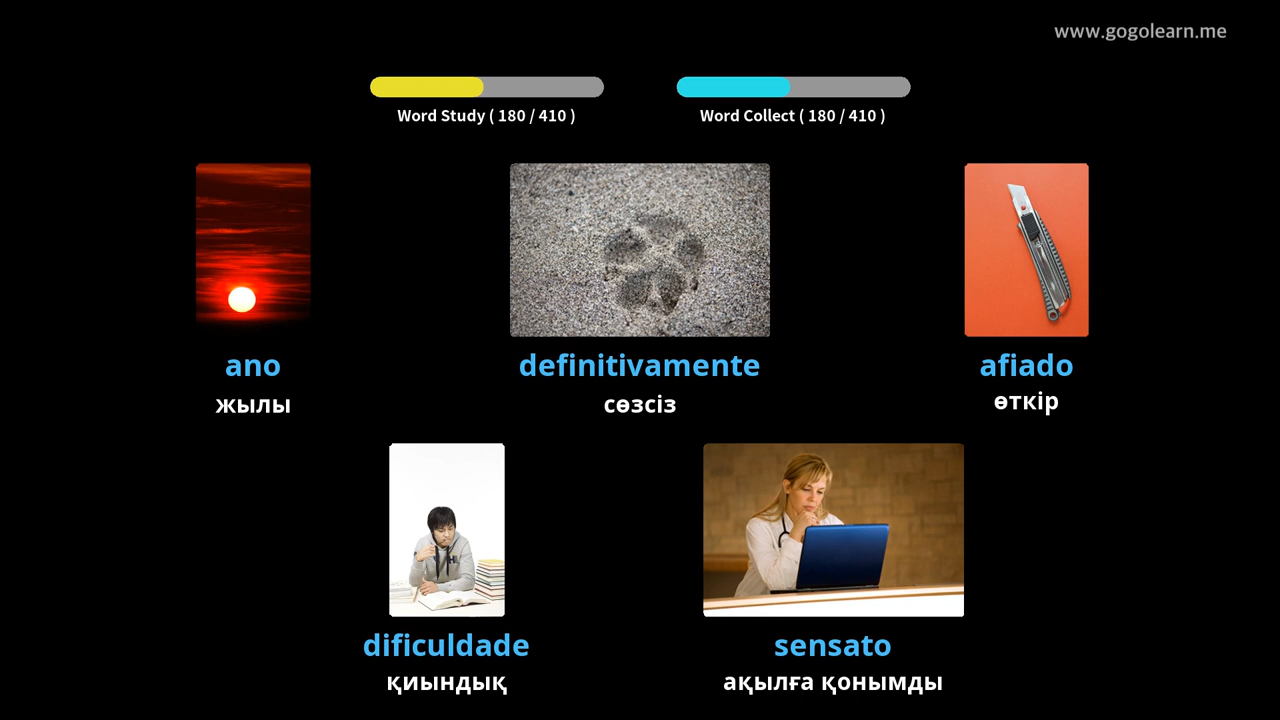 www.gogolearn.me
Word Study ( 180 / 410 )
Word Collect ( 180 / 410 )
ano
жылы
definitivamente
сөзсіз
afiado
өткір
dificuldade
қиындық
sensato
ақылға қонымды